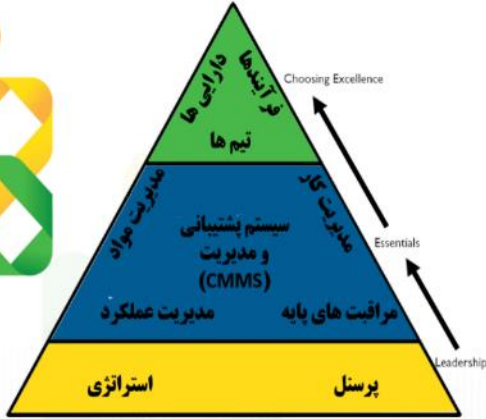 دارایی ها
فرآیندها
تیم ها
Choosing Excellence
مدیریت مواد
مدیریت کار
سیستم پشتیبانی
و مدیریت
(CMMS)
Essentials
مدیریت عملکرد
مراقبت های پایه
Leadership
استراتژی
پرسنل